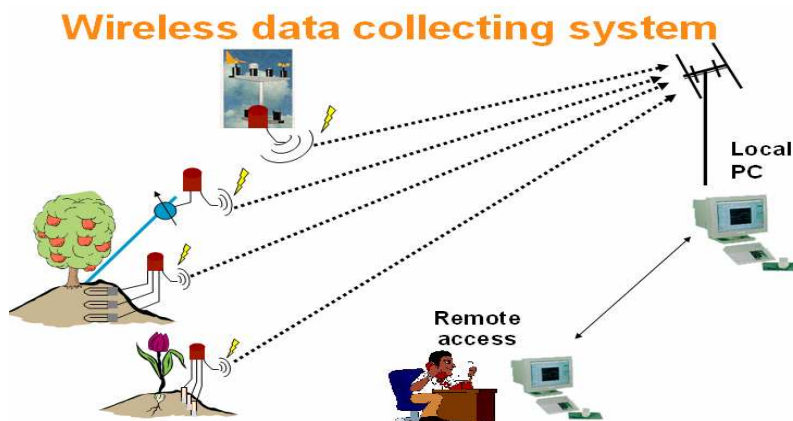 Wireless data collecting system
Local
PC
Remote
access